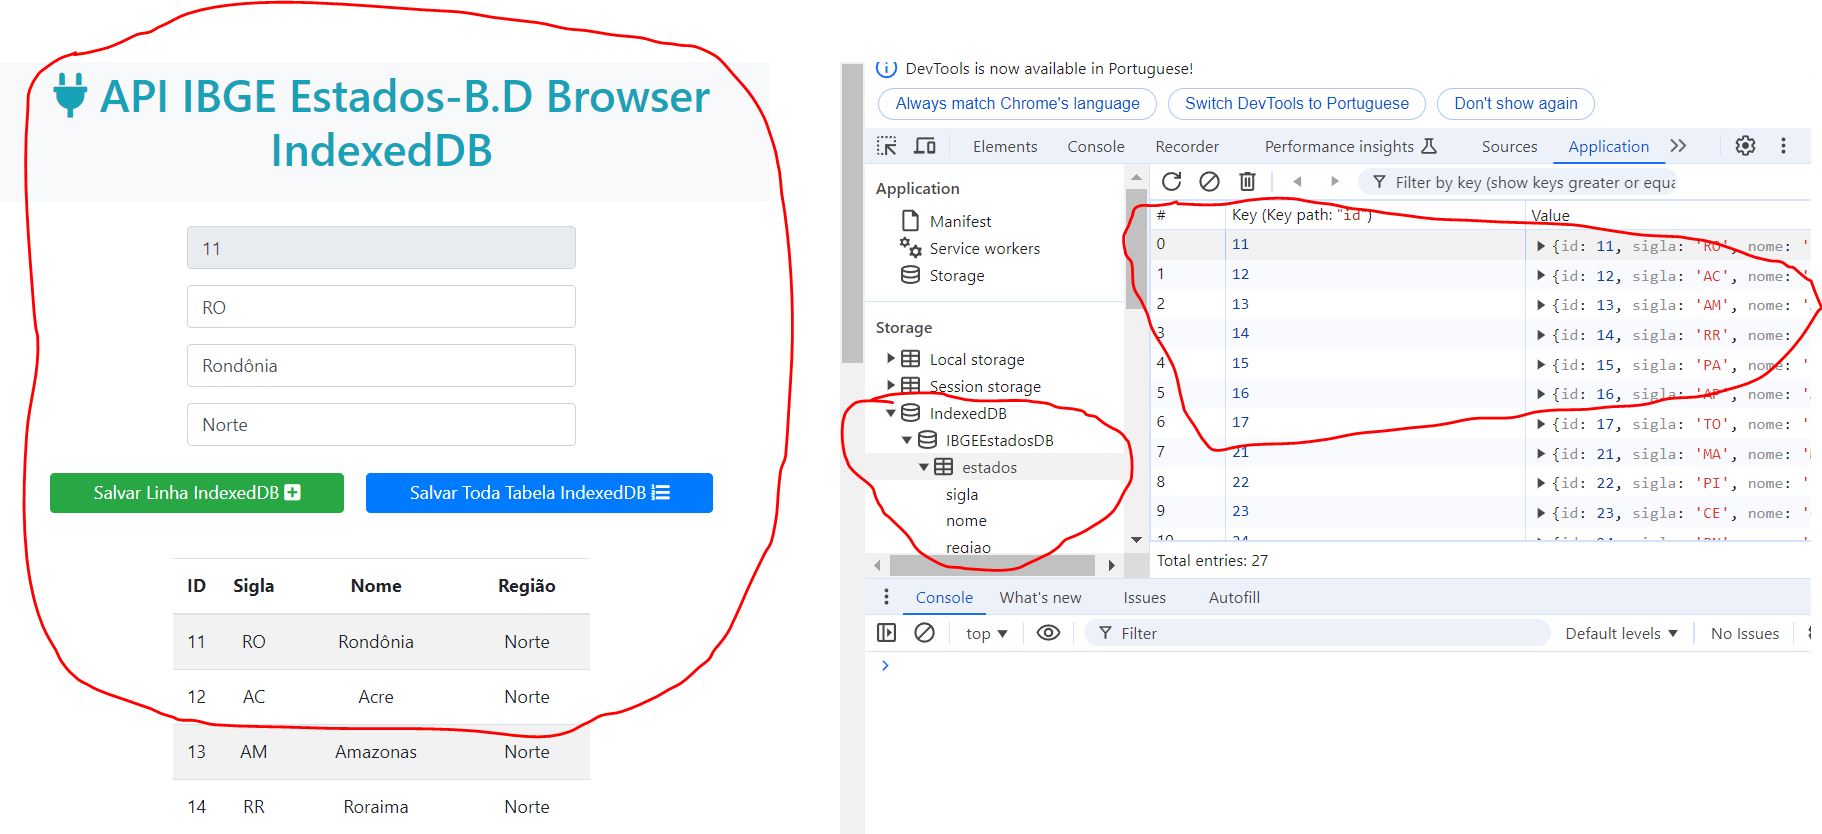 API IBGE Estados-B.D Browser
IndexedDB
11
RO
Rondônia
Norte
Salvar Linha IndexedDB
Salvar Toda Tabela IndexedDB
ID Sigla Nome Região
11 RO Rondônia Norte
12 AC Acre Norte
13 AM Amazonas Norte
14 RR Roraima Norte
DevTools is now available in Portuguese!
Always match Chrome's language Switch DevTools to Portuguese Don't show again
Elements Console Recorder Performance insights Sources Application
Application
Manifest
Service workers
Storage
Storage
Local storage
Session storage
IndexedDB
IBGEEstadosDB
estados
sigla
nome
regiao
Filter by key (show keys greater or equa
# Key (Key path: "id") Value
0 11 {id: 11, sigla: 'RO', nome: '
1 12 {id: 12, sigla: 'AC', nome: '
2 13 {id: 13, sigla: 'AM', nome: '
3 14 {id: 14, sigla: 'RR', nome: '
4 15 {id: 15, sigla: 'PA', nome: '
5 16 {id: 16, sigla: 'AP', nome: '
6 17 {id: 17, sigla: 'TO', nome: '
7 21 {id: 21, sigla: 'MA', nome: '
8 22 {id: 22, sigla: 'PI', nome: '
9 23 {id: 23, sigla: 'CE', nome: '
Total entries: 27
Console What's new Issues Autofill
top Filter Default levels No Issues